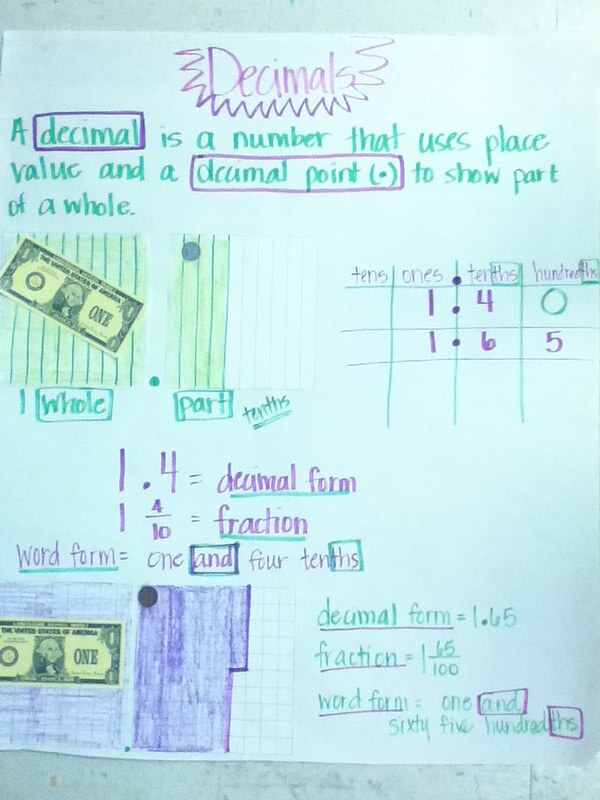 Decimals
A decimal is a number that uses place
value and a decimal point (.) to show part
of a whole.
THE UNITED STATES OF AMERICA
ONE
tens ones . tenths hundredths
1 . 4 0
1 . 6 5
1 whole . part tenths
1.4 = decimal form
1 4/10 = fraction
word form = one and four tenths
THE UNITED STATES OF AMERICA
ONE
decimal form = 1.65
fraction = 1 65/100
word form = one and
sixty five hundredths